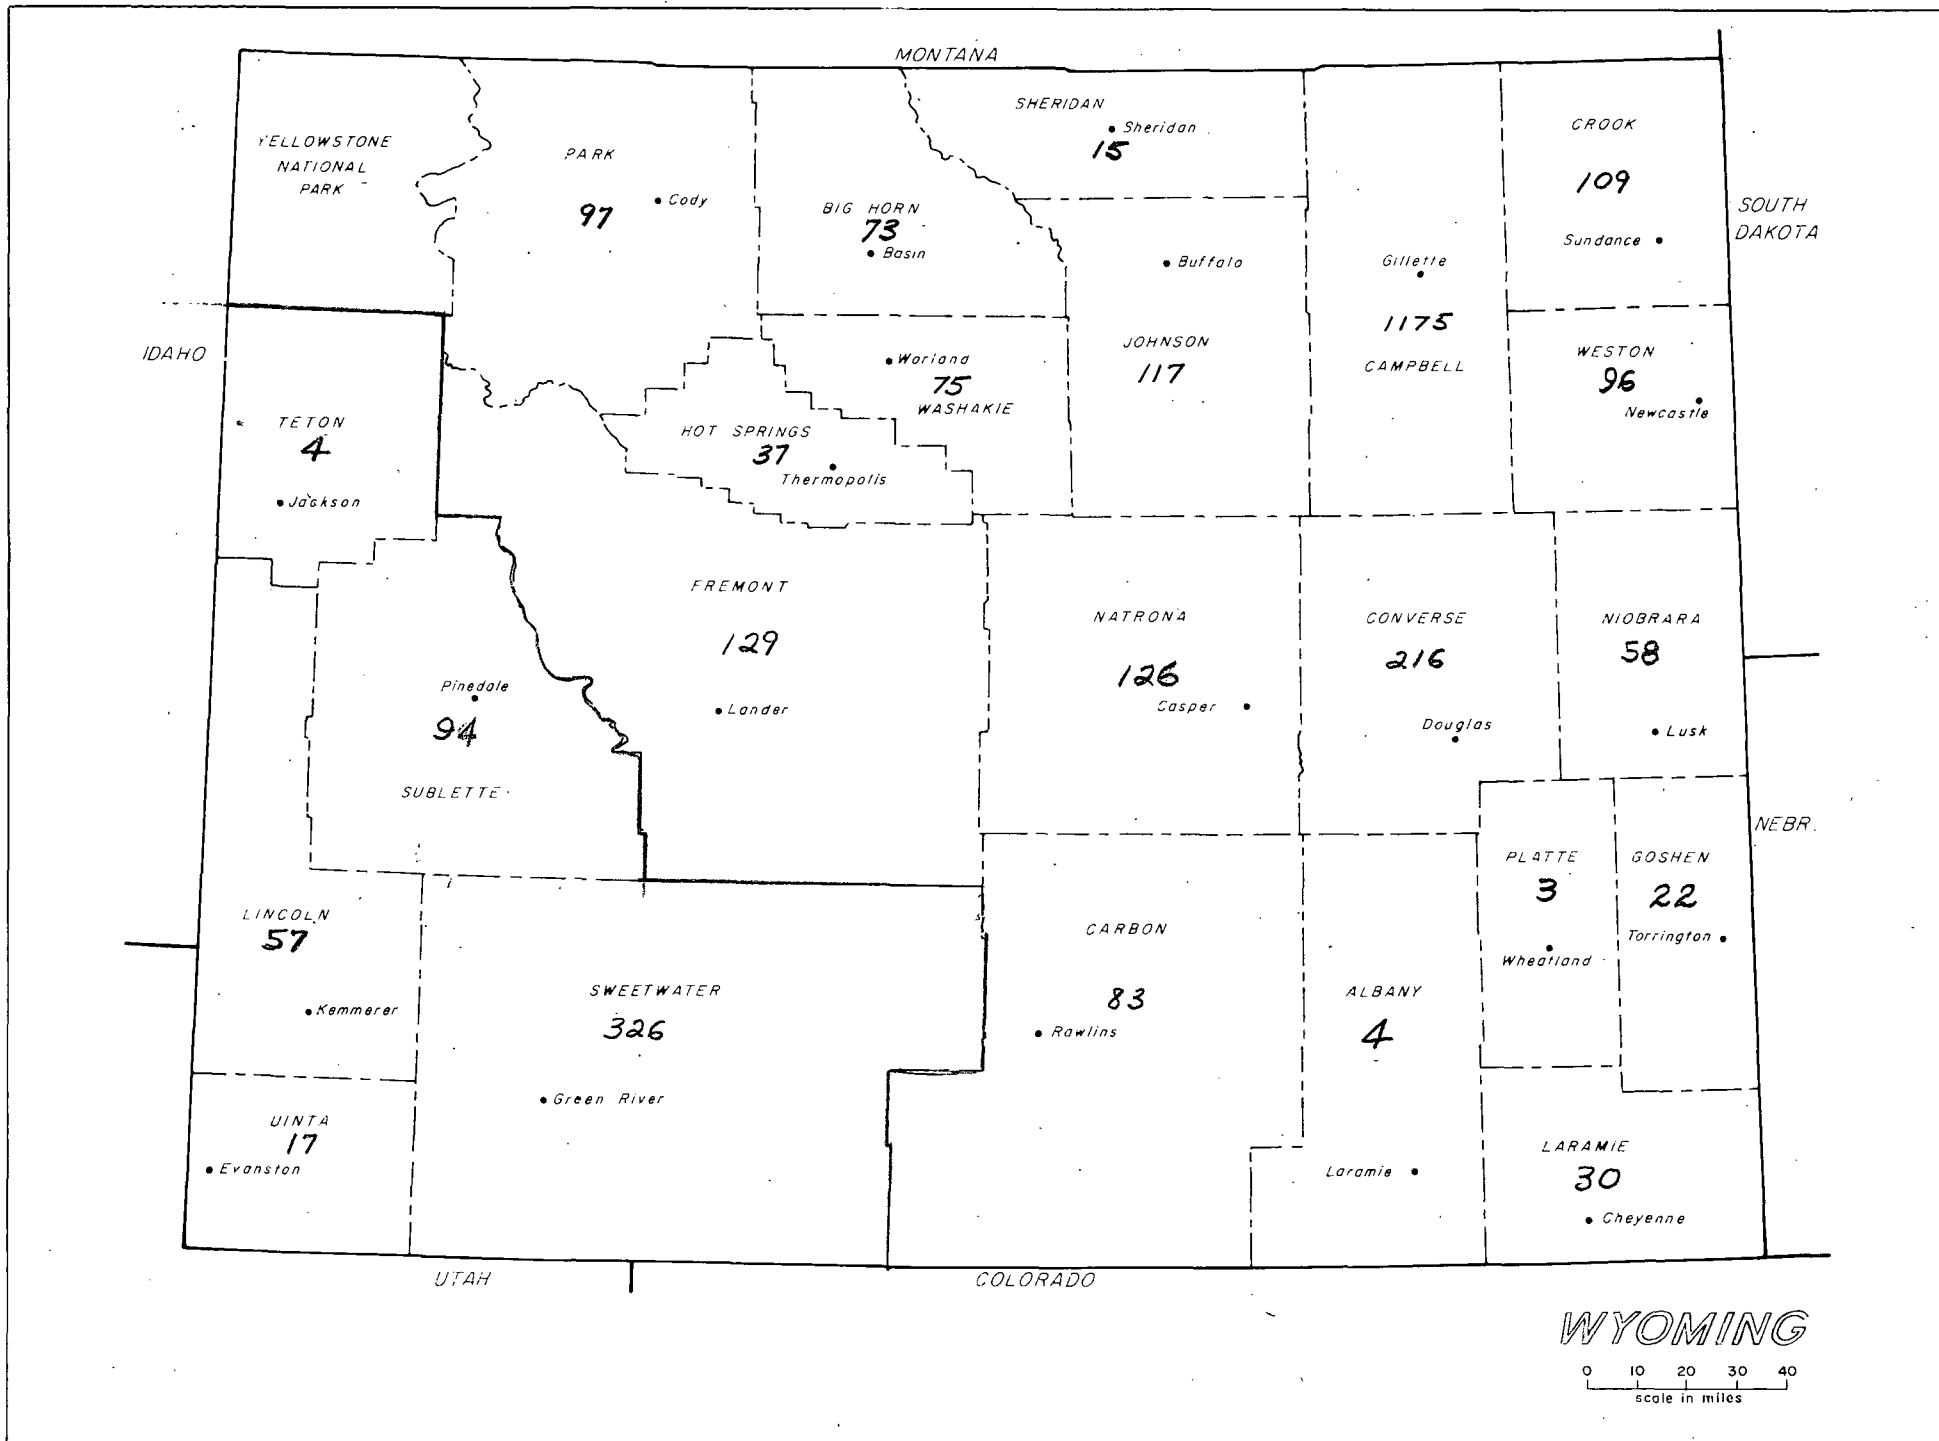 MONTANA
YELLOWSTONE
NATIONAL
PARK
PARK
Cody
97
BIG HORN
73
Basin
SHERIDAN
Sheridan
15
Buffalo
JOHNSON
117
Gillette
1175
CAMPBELL
CROOK
109
Sundance
SOUTH
DAKOTA
IDAHO
TETON
4
Jackson
HOT SPRINGS
37
Thermopolis
Worland
75
WASHAKIE
WESTON
96
Newcastle
Pinedale
94
SUBLETTE
FREMONT
129
Lander
NATRONA
126
Casper
CONVERSE
216
Douglas
NIOBRARA
58
Lusk
NEBR.
LINCOLN
57
Kemmerer
SWEETWATER
326
Green River
CARBON
83
Rawlins
ALBANY
4
Laramie
PLATTE
3
Wheatland
GOSHEN
22
Torrington
UINTA
17
Evanston
LARAMIE
30
Cheyenne
UTAH
COLORADO
WYOMING
0 10 20 30 40
scale in miles